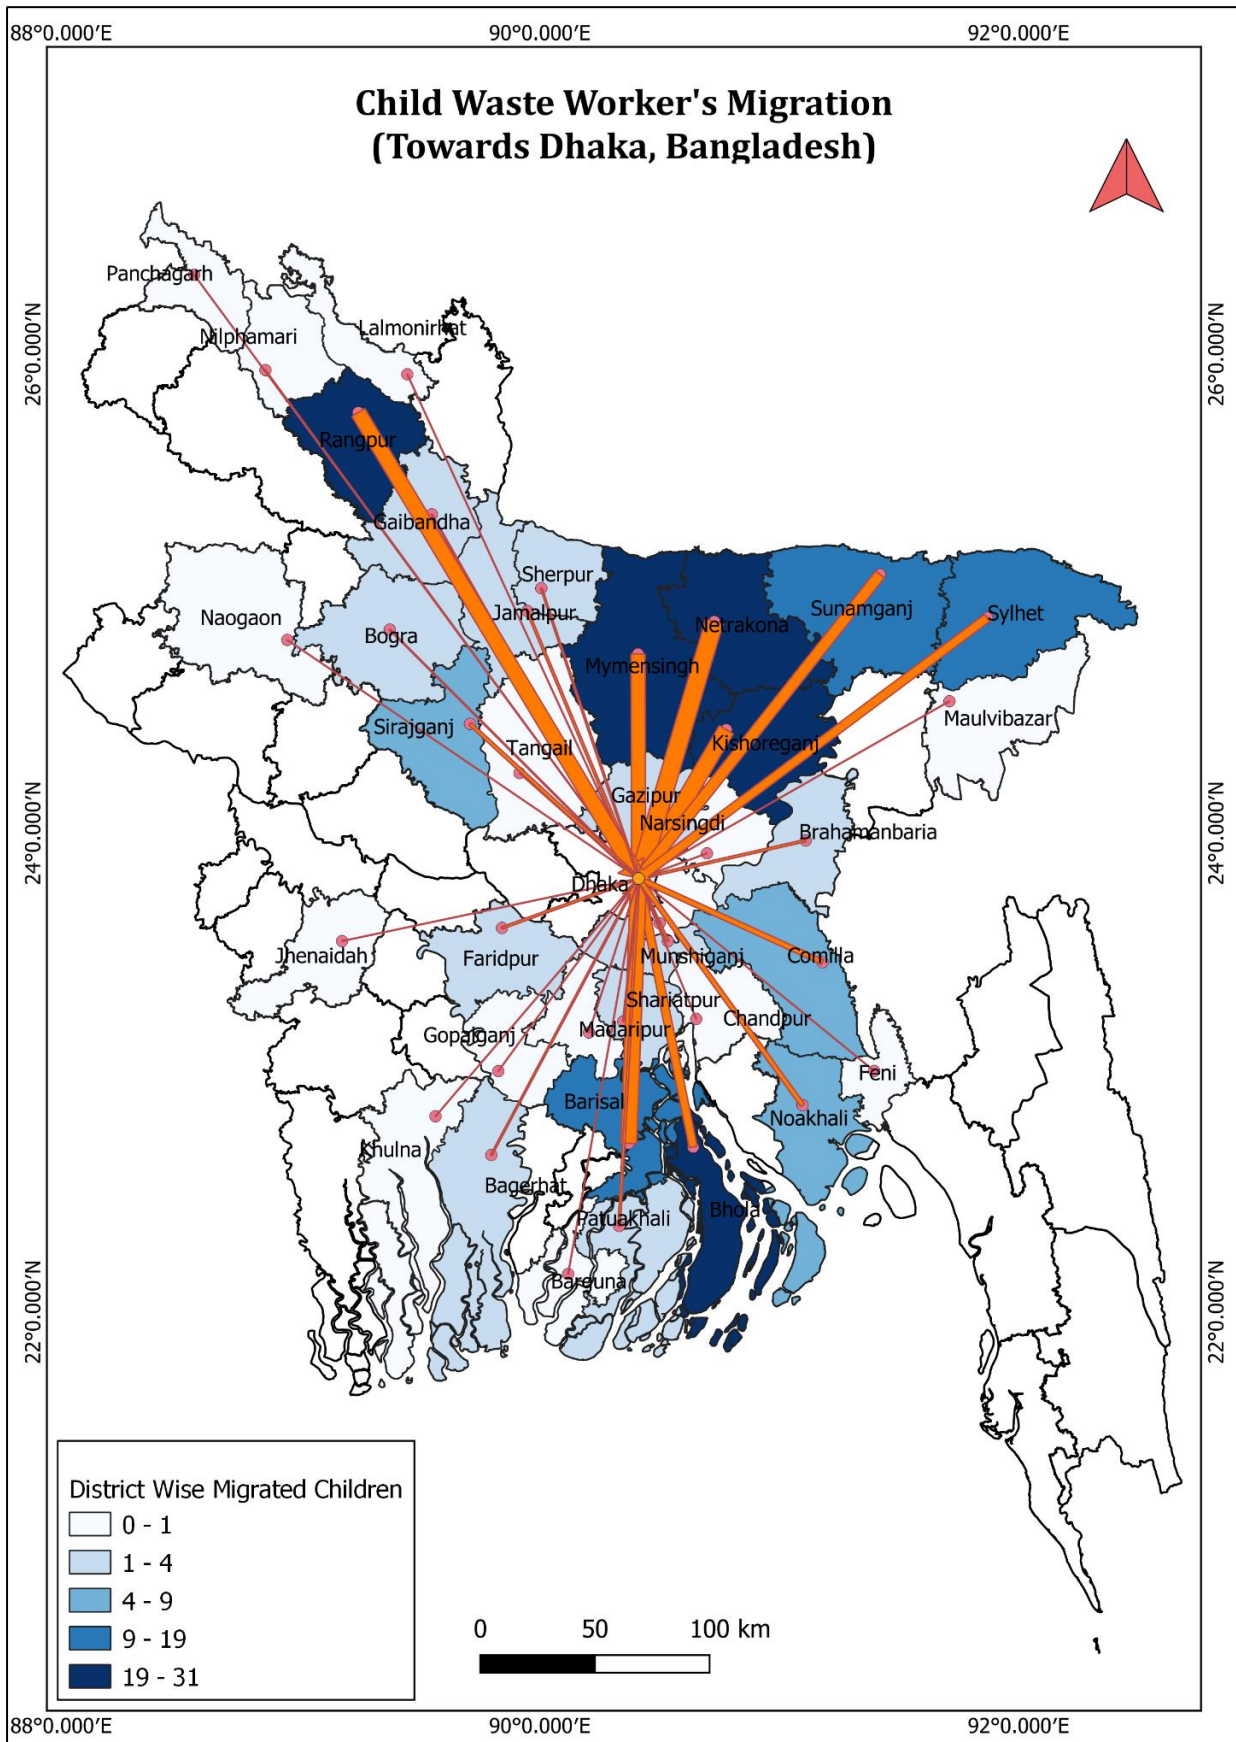 88°0.000′E 90°0.000′E 92°0.000′E
Child Waste Worker's Migration
(Towards Dhaka, Bangladesh)
Panchagarh
Nilphamari
Lalmonirhat
26°0.000′N
26°0.000′N
Rangpur
Gaibandha
Sherpur
Jamalpur
Naogaon
Bogra
Netrakona
Sunamganj
Sylhet
Mymensingh
Maulvibazar
Sirajganj
Tangail
Kishoreganj
Gazipur
Narsingdi
Brahamanbaria
24°0.000′N
24°0.000′N
Dhaka
Jhenaidah
Faridpur
Munshiganj
Comilla
Shariatpur
Gopalganj
Madaripur
Chandpur
Feni
Barisal
Noakhali
Khulna
Bagerhat
Patuakhali
Bhola
Barguna
22°0.000′N
22°0.000′N
District Wise Migrated Children
0 - 1
1 - 4
4 - 9
9 - 19
19 - 31
0 50 100 km
88°0.000′E 90°0.000′E 92°0.000′E